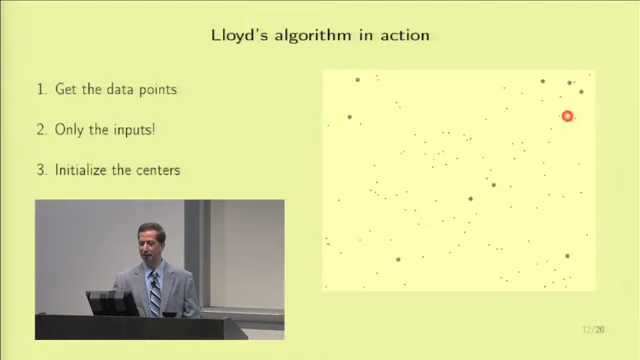 Lloyd's algorithm in action
1. Get the data points
2. Only the inputs!
3. Initialize the centers
12/20